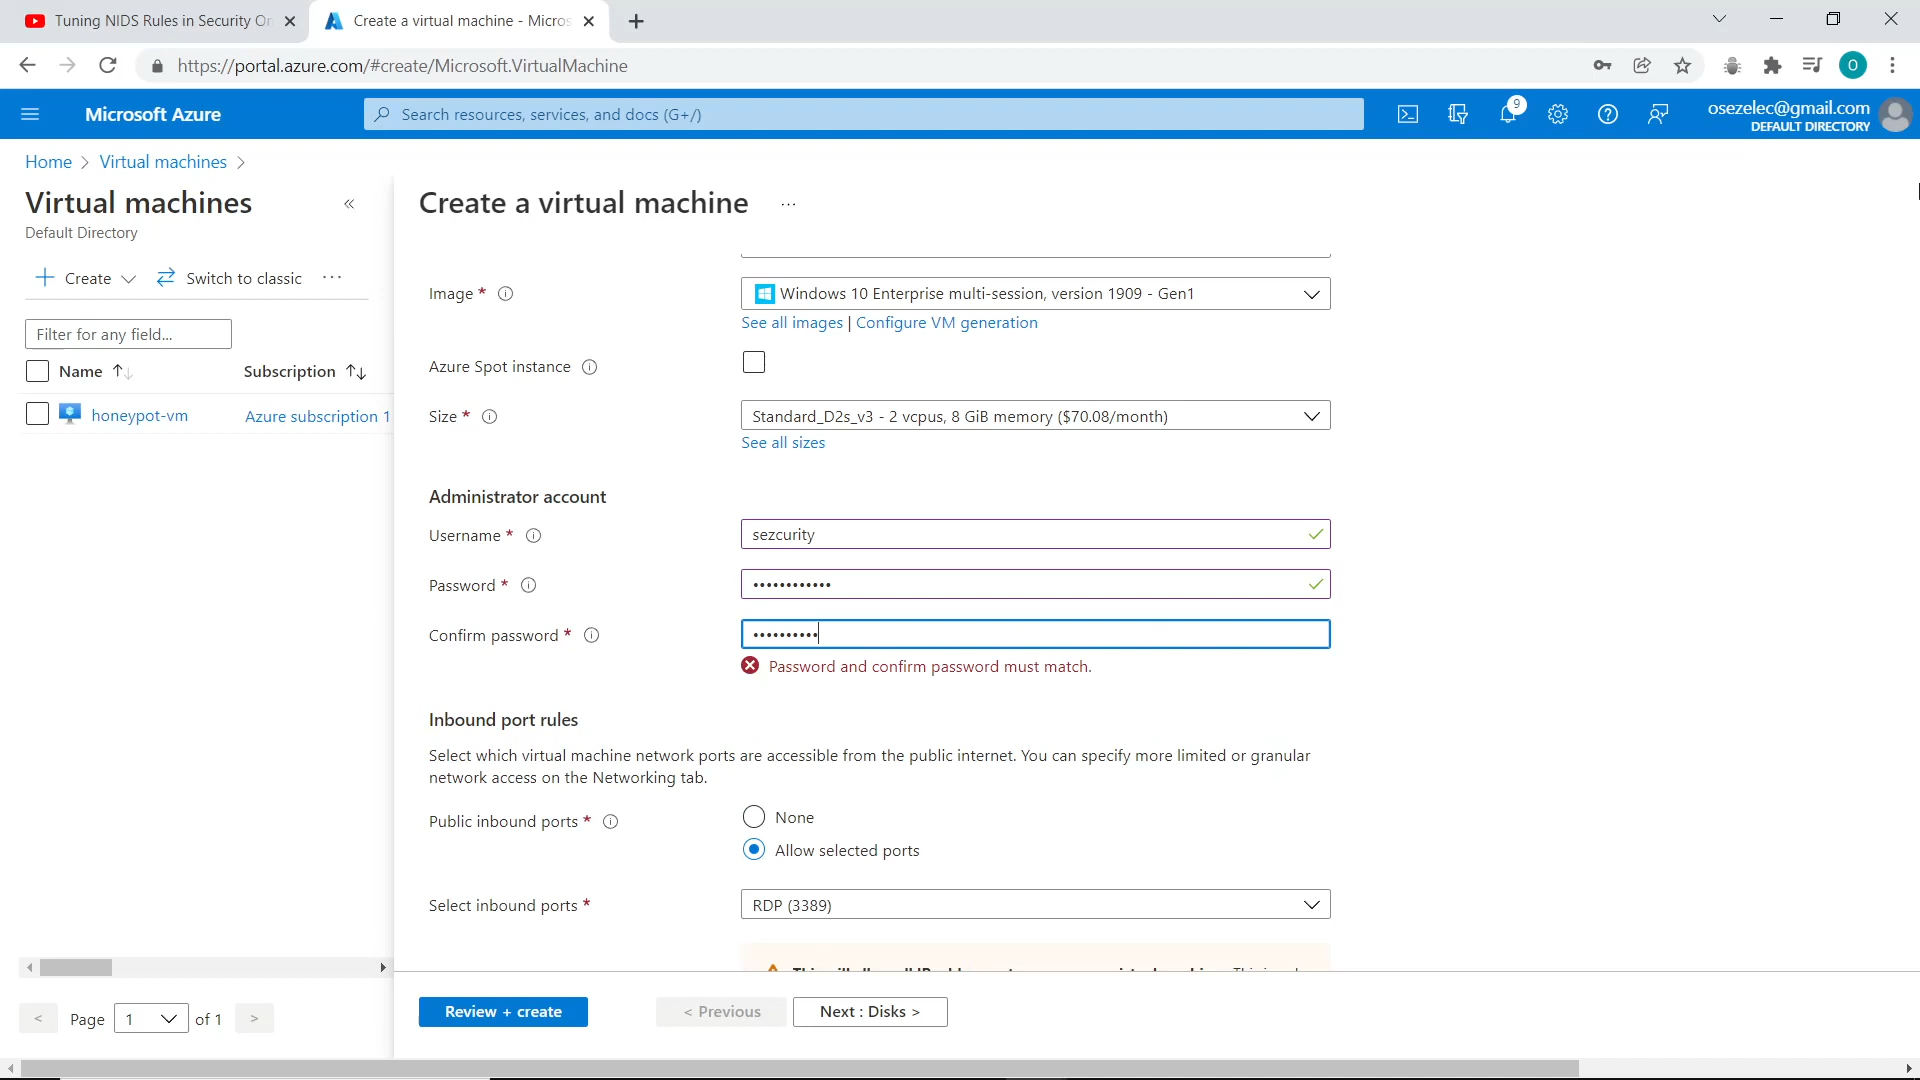 Tuning NIDS Rules in Security On
Create a virtual machine - Micros
https://portal.azure.com/#create/Microsoft.VirtualMachine
O
Microsoft Azure
Search resources, services, and docs (G+/)
9
osezelec@gmail.com
DEFAULT DIRECTORY
Home > Virtual machines >
Virtual machines
«
Default Directory
Create
Switch to classic
...
Filter for any field...
Name
Subscription
honeypot-vm
Azure subscription 1
< Page 1 of 1 >
Create a virtual machine
...
Image *
Windows 10 Enterprise multi-session, version 1909 - Gen1
See all images | Configure VM generation
Azure Spot instance
Size *
Standard_D2s_v3 - 2 vcpus, 8 GiB memory ($70.08/month)
See all sizes
Administrator account
Username *
sezcurity
Password *
••••••••••••
Confirm password *
••••••••••
Password and confirm password must match.
Inbound port rules
Select which virtual machine network ports are accessible from the public internet. You can specify more limited or granular
network access on the Networking tab.
Public inbound ports *
None
Allow selected ports
Select inbound ports *
RDP (3389)
Review + create
< Previous
Next : Disks >